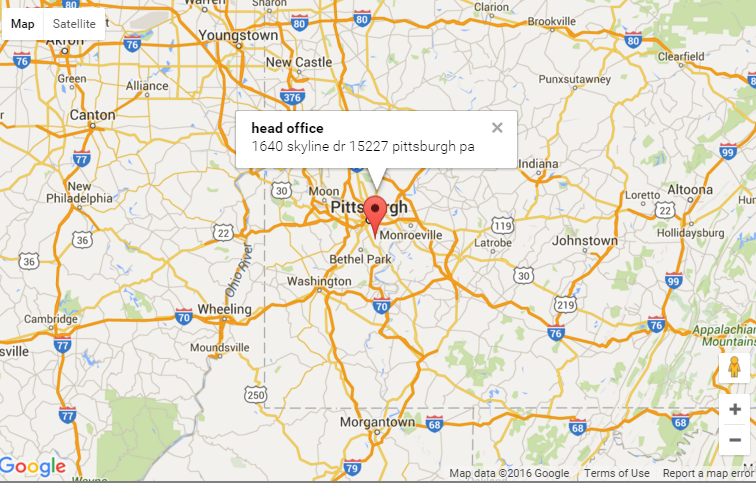 Map Satellite
Warren
Sharon
Clarion
Brookville
80
80
80
Akron
76
Youngstown
76
New Castle
Clearfield
Green
Alliance
376
Punxsutawney
Canton
head office
1640 skyline dr 15227 pittsburgh pa
77
99
Indiana
New
Philadelphia
30
Moon
Loretto
Altoona
22
Pittsburgh
22
119
Hollidaysburg
36
Monroeville
Latrobe
Johnstown
36
Ohio River
Bethel Park
30
99
Washington
219
70
Cambridge
70
Wheeling
76
76
Appalachian
Mountains
77
Moundsville
250
77
Morgantown
68
68
68
79
Google
Map data ©2016 Google
Terms of Use
Report a map error